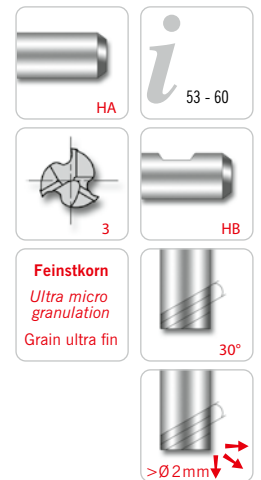 HA
i 53 - 60
3
HB
Feinstkorn
Ultra micro
granulation
Grain ultra fin
30°
>Ø2mm